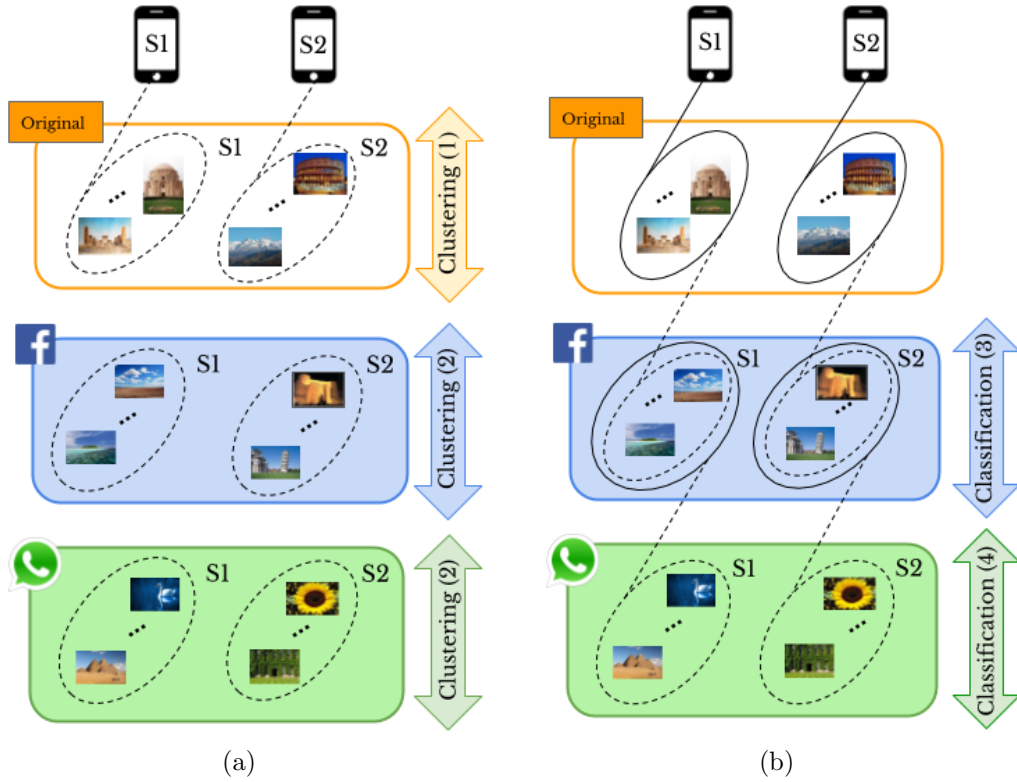 S1
S2
Original
S1
S2
Clustering (1)
S1
S2
Clustering (2)
S1
S2
Clustering (2)
(a)
S1
S2
Original
S1
S2
Classification (3)
S1
S2
Classification (4)
(b)